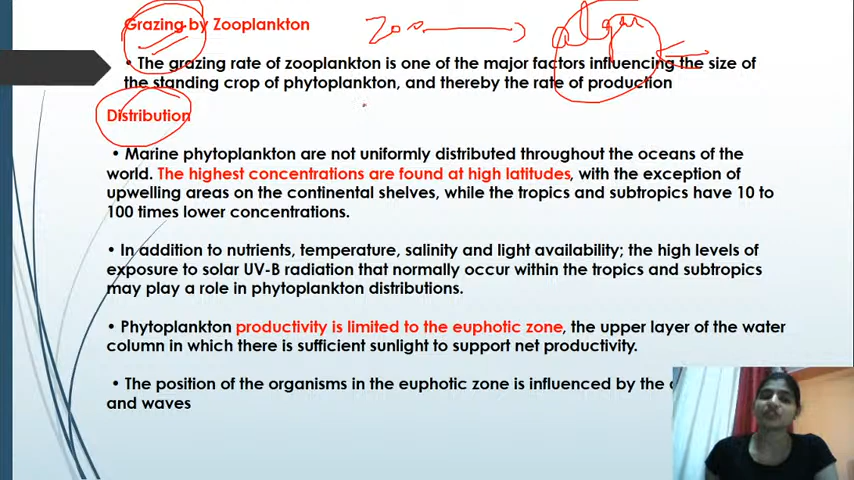 Grazing by Zooplankton
Zoo algae
• The grazing rate of zooplankton is one of the major factors influencing the size of
the standing crop of phytoplankton, and thereby the rate of production
Distribution
• Marine phytoplankton are not uniformly distributed throughout the oceans of the
world. The highest concentrations are found at high latitudes, with the exception of
upwelling areas on the continental shelves, while the tropics and subtropics have 10 to
100 times lower concentrations.
• In addition to nutrients, temperature, salinity and light availability; the high levels of
exposure to solar UV-B radiation that normally occur within the tropics and subtropics
may play a role in phytoplankton distributions.
• Phytoplankton productivity is limited to the euphotic zone, the upper layer of the water
column in which there is sufficient sunlight to support net productivity.
• The position of the organisms in the euphotic zone is influenced by the
and waves